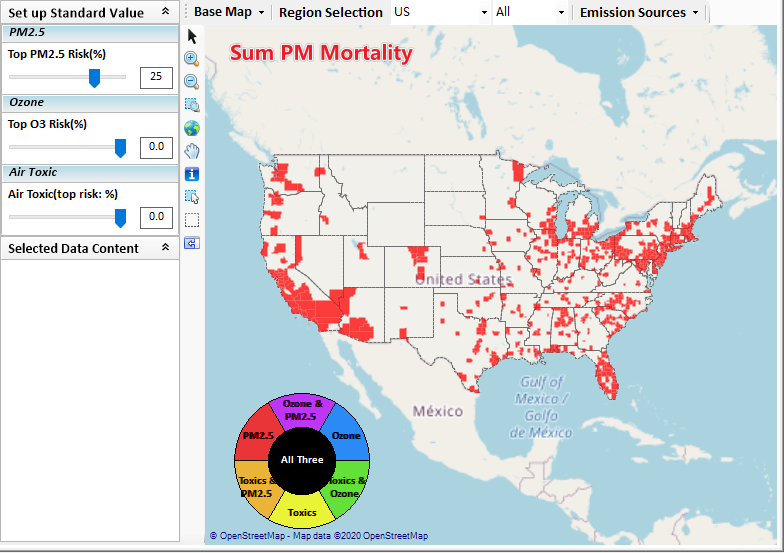 Set up Standard Value
Base Map
Region Selection
US
All
Emission Sources
PM2.5
Top PM2.5 Risk(%)
25
Ozone
Top O3 Risk(%)
0.0
Air Toxic
Air Toxic(top risk: %)
0.0
Selected Data Content
Sum PM Mortality
United States
Gulf of
Mexico /
Golfo
de México
México
Ozone &
PM2.5
PM2.5
Ozone
All Three
Toxics &
PM2.5
Toxics &
Ozone
Toxics
© OpenStreetMap - Map data ©2020 OpenStreetMap